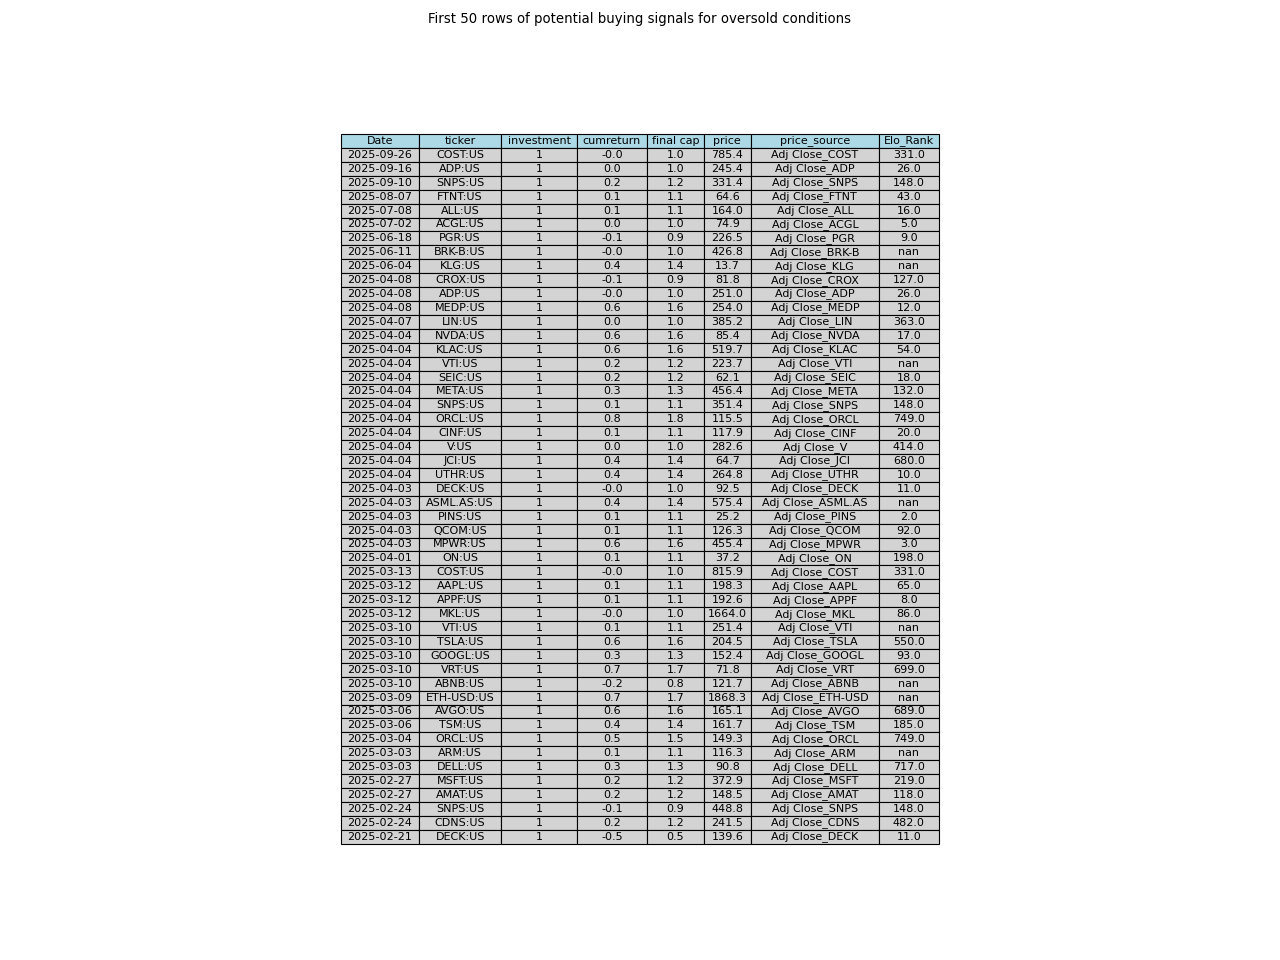 First 50 rows of potential buying signals for oversold conditions
Date ticker investment cumreturn final cap price price_source Elo_Rank
2025-09-26 COST:US 1 -0.0 1.0 785.4 Adj Close_COST 331.0
2025-09-16 ADP:US 1 0.0 1.0 245.4 Adj Close_ADP 26.0
2025-09-10 SNPS:US 1 0.2 1.2 331.4 Adj Close_SNPS 148.0
2025-08-07 FTNT:US 1 0.1 1.1 64.6 Adj Close_FTNT 43.0
2025-07-08 ALL:US 1 0.1 1.1 164.0 Adj Close_ALL 16.0
2025-07-02 ACGL:US 1 0.0 1.0 74.9 Adj Close_ACGL 5.0
2025-06-18 PGR:US 1 -0.1 0.9 226.5 Adj Close_PGR 9.0
2025-06-11 BRK-B:US 1 -0.0 1.0 426.8 Adj Close_BRK-B nan
2025-06-04 KLG:US 1 0.4 1.4 13.7 Adj Close_KLG nan
2025-04-08 CROX:US 1 -0.1 0.9 81.8 Adj Close_CROX 127.0
2025-04-08 ADP:US 1 -0.0 1.0 251.0 Adj Close_ADP 26.0
2025-04-08 MEDP:US 1 0.6 1.6 254.0 Adj Close_MEDP 12.0
2025-04-07 LIN:US 1 0.0 1.0 385.2 Adj Close_LIN 363.0
2025-04-04 NVDA:US 1 0.6 1.6 85.4 Adj Close_NVDA 17.0
2025-04-04 KLAC:US 1 0.6 1.6 519.7 Adj Close_KLAC 54.0
2025-04-04 VTI:US 1 0.2 1.2 223.7 Adj Close_VTI nan
2025-04-04 SEIC:US 1 0.2 1.2 62.1 Adj Close_SEIC 18.0
2025-04-04 META:US 1 0.3 1.3 456.4 Adj Close_META 132.0
2025-04-04 SNPS:US 1 0.1 1.1 351.4 Adj Close_SNPS 148.0
2025-04-04 ORCL:US 1 0.8 1.8 115.5 Adj Close_ORCL 749.0
2025-04-04 CINF:US 1 0.1 1.1 117.9 Adj Close_CINF 20.0
2025-04-04 V:US 1 0.0 1.0 282.6 Adj Close_V 414.0
2025-04-04 JCI:US 1 0.4 1.4 64.7 Adj Close_JCI 680.0
2025-04-04 UTHR:US 1 0.4 1.4 264.8 Adj Close_UTHR 10.0
2025-04-03 DECK:US 1 -0.0 1.0 92.5 Adj Close_DECK 11.0
2025-04-03 ASML.AS:US 1 0.4 1.4 575.4 Adj Close_ASML.AS nan
2025-04-03 PINS:US 1 0.1 1.1 25.2 Adj Close_PINS 2.0
2025-04-03 QCOM:US 1 0.1 1.1 126.3 Adj Close_QCOM 92.0
2025-04-03 MPWR:US 1 0.6 1.6 455.4 Adj Close_MPWR 3.0
2025-04-01 ON:US 1 0.1 1.1 37.2 Adj Close_ON 198.0
2025-03-13 COST:US 1 -0.0 1.0 815.9 Adj Close_COST 331.0
2025-03-12 AAPL:US 1 0.1 1.1 198.3 Adj Close_AAPL 65.0
2025-03-12 APPF:US 1 0.1 1.1 192.6 Adj Close_APPF 8.0
2025-03-12 MKL:US 1 -0.0 1.0 1664.0 Adj Close_MKL 86.0
2025-03-10 VTI:US 1 0.1 1.1 251.4 Adj Close_VTI nan
2025-03-10 TSLA:US 1 0.6 1.6 204.5 Adj Close_TSLA 550.0
2025-03-10 GOOGL:US 1 0.3 1.3 152.4 Adj Close_GOOGL 93.0
2025-03-10 VRT:US 1 0.7 1.7 71.8 Adj Close_VRT 699.0
2025-03-10 ABNB:US 1 -0.2 0.8 121.7 Adj Close_ABNB nan
2025-03-09 ETH-USD:US 1 0.7 1.7 1868.3 Adj Close_ETH-USD nan
2025-03-06 AVGO:US 1 0.6 1.6 165.1 Adj Close_AVGO 689.0
2025-03-06 TSM:US 1 0.4 1.4 161.7 Adj Close_TSM 185.0
2025-03-04 ORCL:US 1 0.5 1.5 149.3 Adj Close_ORCL 749.0
2025-03-03 ARM:US 1 0.1 1.1 116.3 Adj Close_ARM nan
2025-03-03 DELL:US 1 0.3 1.3 90.8 Adj Close_DELL 717.0
2025-02-27 MSFT:US 1 0.2 1.2 372.9 Adj Close_MSFT 219.0
2025-02-27 AMAT:US 1 0.2 1.2 148.5 Adj Close_AMAT 118.0
2025-02-24 SNPS:US 1 -0.1 0.9 448.8 Adj Close_SNPS 148.0
2025-02-24 CDNS:US 1 0.2 1.2 241.5 Adj Close_CDNS 482.0
2025-02-21 DECK:US 1 -0.5 0.5 139.6 Adj Close_DECK 11.0